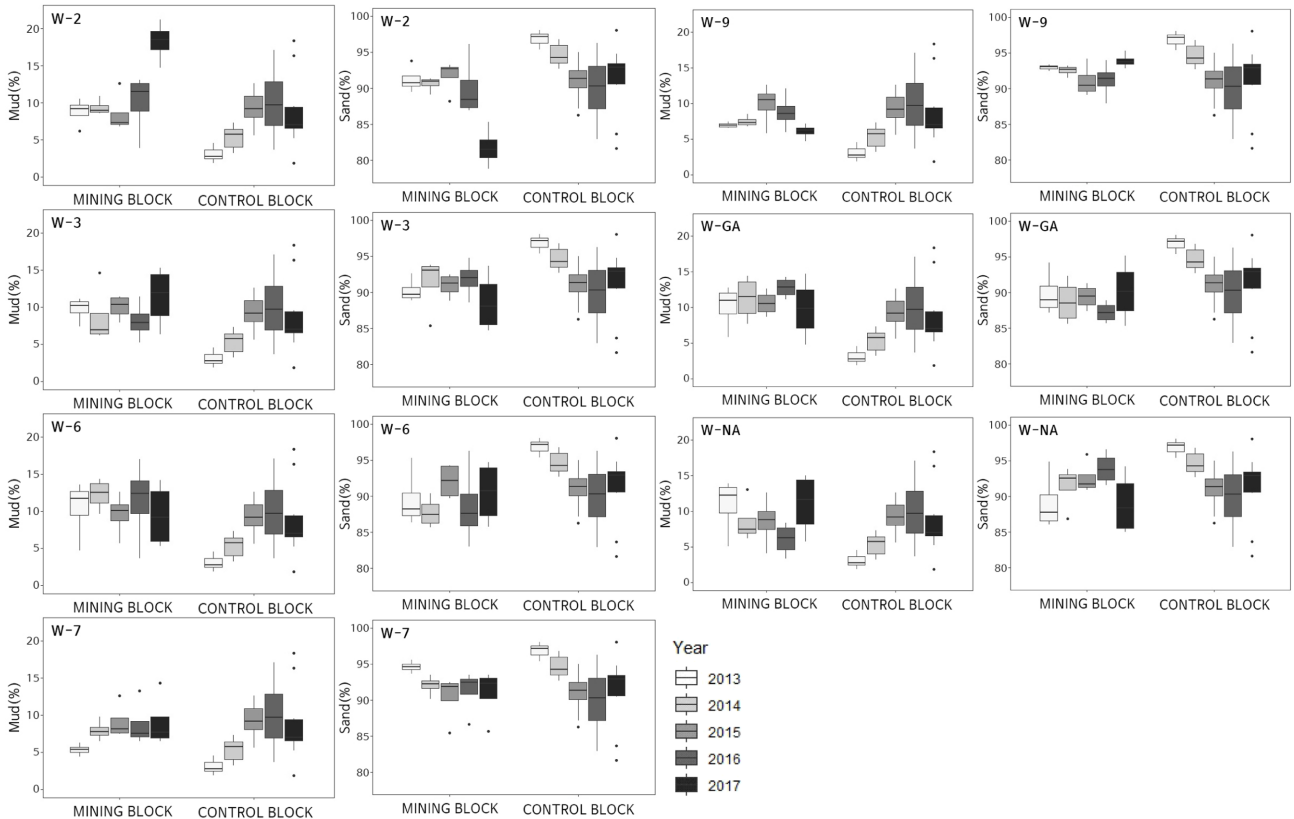 W-2
Mud(%)
20
15
10
5
0
MINING BLOCK CONTROL BLOCK
W-2
Sand(%)
100
95
90
85
80
MINING BLOCK CONTROL BLOCK
W-9
Mud(%)
20
15
10
5
0
MINING BLOCK CONTROL BLOCK
W-9
Sand(%)
100
95
90
85
80
MINING BLOCK CONTROL BLOCK
W-3
Mud(%)
20
15
10
5
0
MINING BLOCK CONTROL BLOCK
W-3
Sand(%)
100
95
90
85
80
MINING BLOCK CONTROL BLOCK
W-GA
Mud(%)
20
15
10
5
0
MINING BLOCK CONTROL BLOCK
W-GA
Sand(%)
100
95
90
85
80
MINING BLOCK CONTROL BLOCK
W-6
Mud(%)
20
15
10
5
0
MINING BLOCK CONTROL BLOCK
W-6
Sand(%)
100
95
90
85
80
MINING BLOCK CONTROL BLOCK
W-NA
Mud(%)
20
15
10
5
0
MINING BLOCK CONTROL BLOCK
W-NA
Sand(%)
100
95
90
85
80
MINING BLOCK CONTROL BLOCK
W-7
Mud(%)
20
15
10
5
0
MINING BLOCK CONTROL BLOCK
W-7
Sand(%)
100
95
90
85
80
MINING BLOCK CONTROL BLOCK
Year
2013
2014
2015
2016
2017